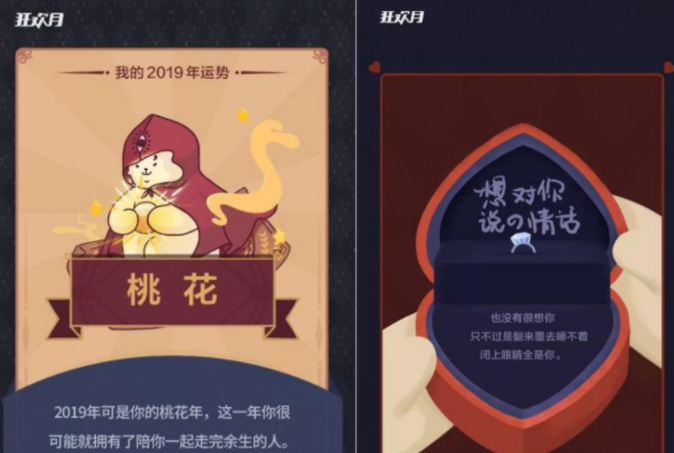 狂欢月
我的2019年运势
桃花
2019年可是你的桃花年，这一年你很
可能就拥有了陪你一起走完余生的人。
狂欢月
想对你
说の情话
也没有很想你
只不过是翻来覆去睡不着
闭上眼睛全是你。